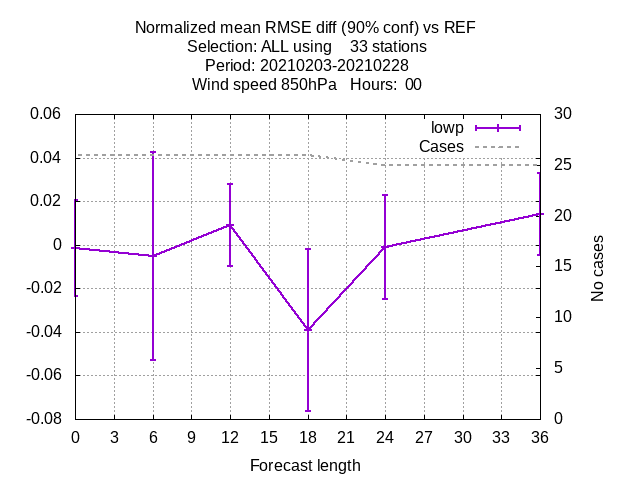 Normalized mean RMSE diff (90% conf) vs REF
Selection: ALL using    33 stations
Period: 20210203-20210228
Wind speed 850hPa   Hours:  00
lowp
Cases
0.06
0.04
0.02
0
-0.02
-0.04
-0.06
-0.08
30
25
20
15
10
5
0
No cases
0 3 6 9 12 15 18 21 24 27 30 33 36
Forecast length